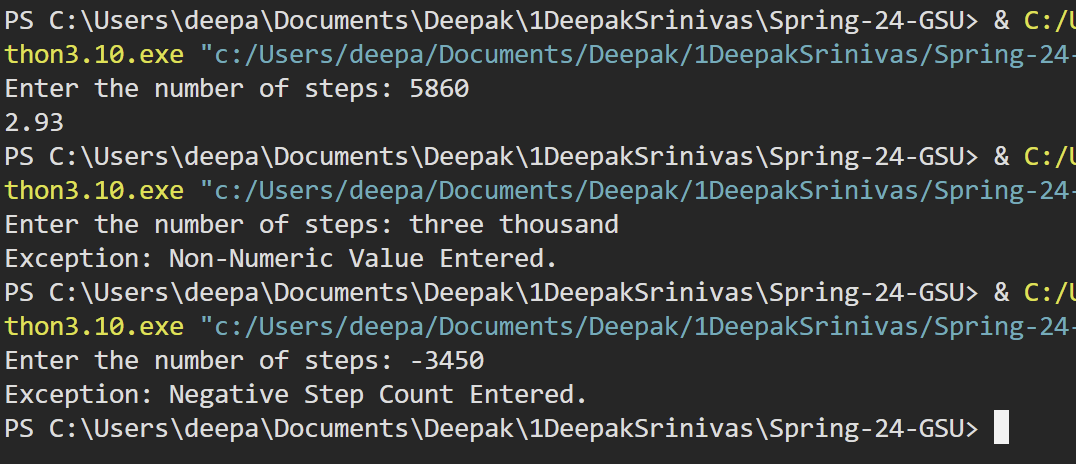 PS C:\Users\deepa\Documents\Deepak\1DeepakSrinivas\Spring-24-GSU> & C:/U
thon3.10.exe "c:/Users/deepa/Documents/Deepak/1DeepakSrinivas/Spring-24-
Enter the number of steps: 5860
2.93
PS C:\Users\deepa\Documents\Deepak\1DeepakSrinivas\Spring-24-GSU> & C:/U
thon3.10.exe "c:/Users/deepa/Documents/Deepak/1DeepakSrinivas/Spring-24-
Enter the number of steps: three thousand
Exception: Non-Numeric Value Entered.
PS C:\Users\deepa\Documents\Deepak\1DeepakSrinivas\Spring-24-GSU> & C:/U
thon3.10.exe "c:/Users/deepa/Documents/Deepak/1DeepakSrinivas/Spring-24-
Enter the number of steps: -3450
Exception: Negative Step Count Entered.
PS C:\Users\deepa\Documents\Deepak\1DeepakSrinivas\Spring-24-GSU>